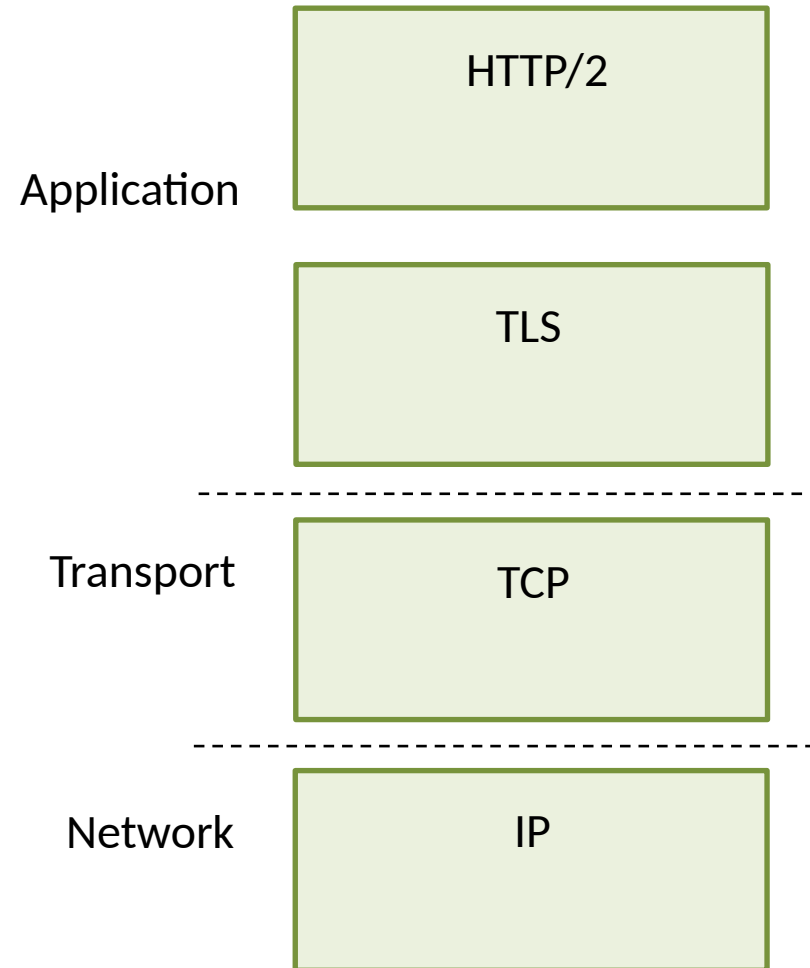 HTTP/2
Application
TLS
Transport
TCP
Network
IP